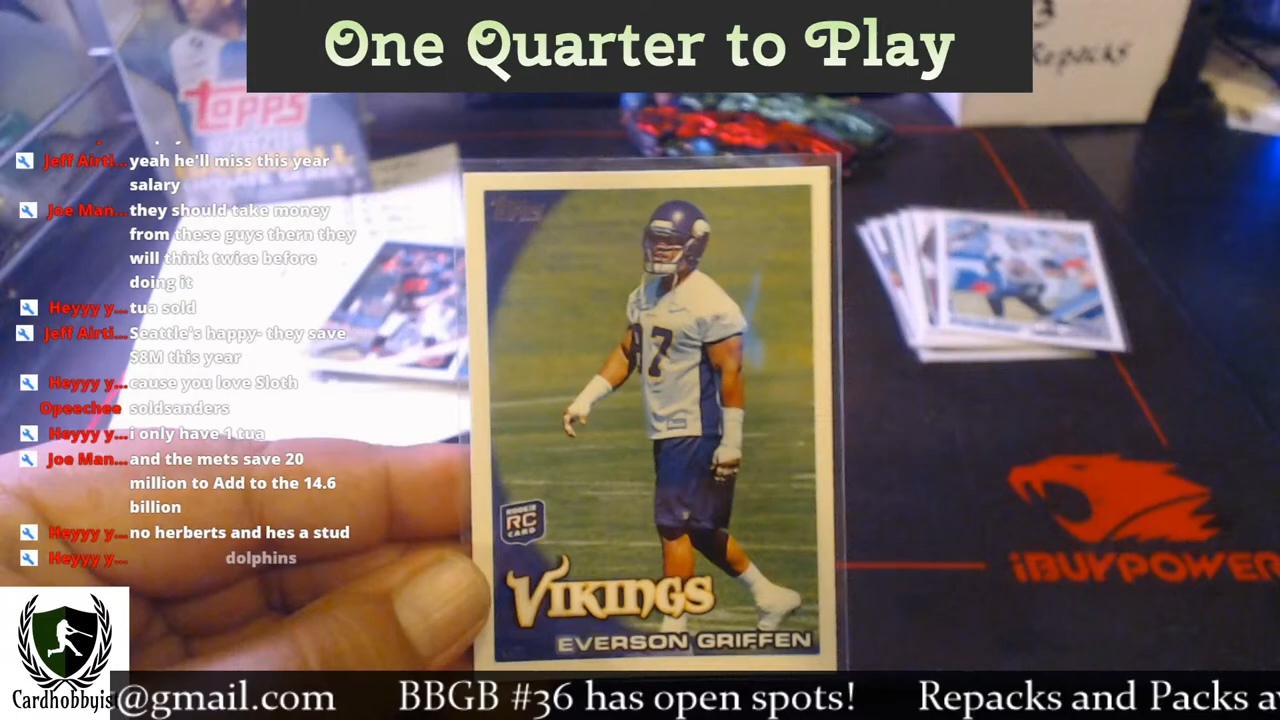 One Quarter to Play
3
Repacks
TOPPS
Jeff Airti... yeah he'll miss this year
salary
Joe Man... they should take money
from these guys thern they
will think twice before
doing it
Heyyy y... tua sold
Jeff Airti... Seattle's happy- they save
$8M this year
Heyyy y... cause you love Sloth
Opeechee soldsanders
Heyyy y... i only have 1 tua
Joe Man... and the mets save 20
million to Add to the 14.6
billion
Heyyy y... no herberts and hes a stud
Heyyy y... dolphins
97
ROOKIE
RC
CARD
VIKINGS
EVERSON GRIFFEN
iBUYPOWER
Cardhobbyis
@gmail.com BBGB #36 has open spots! Repacks and Packs a